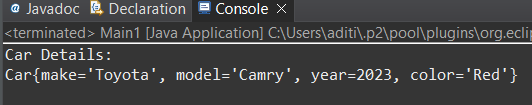 @ Javadoc Declaration Console
<terminated> Main1 [Java Application] C:\Users\aditi\.p2\pool\plugins\org.eclip
Car Details:
Car{make='Toyota', model='Camry', year=2023, color='Red'}